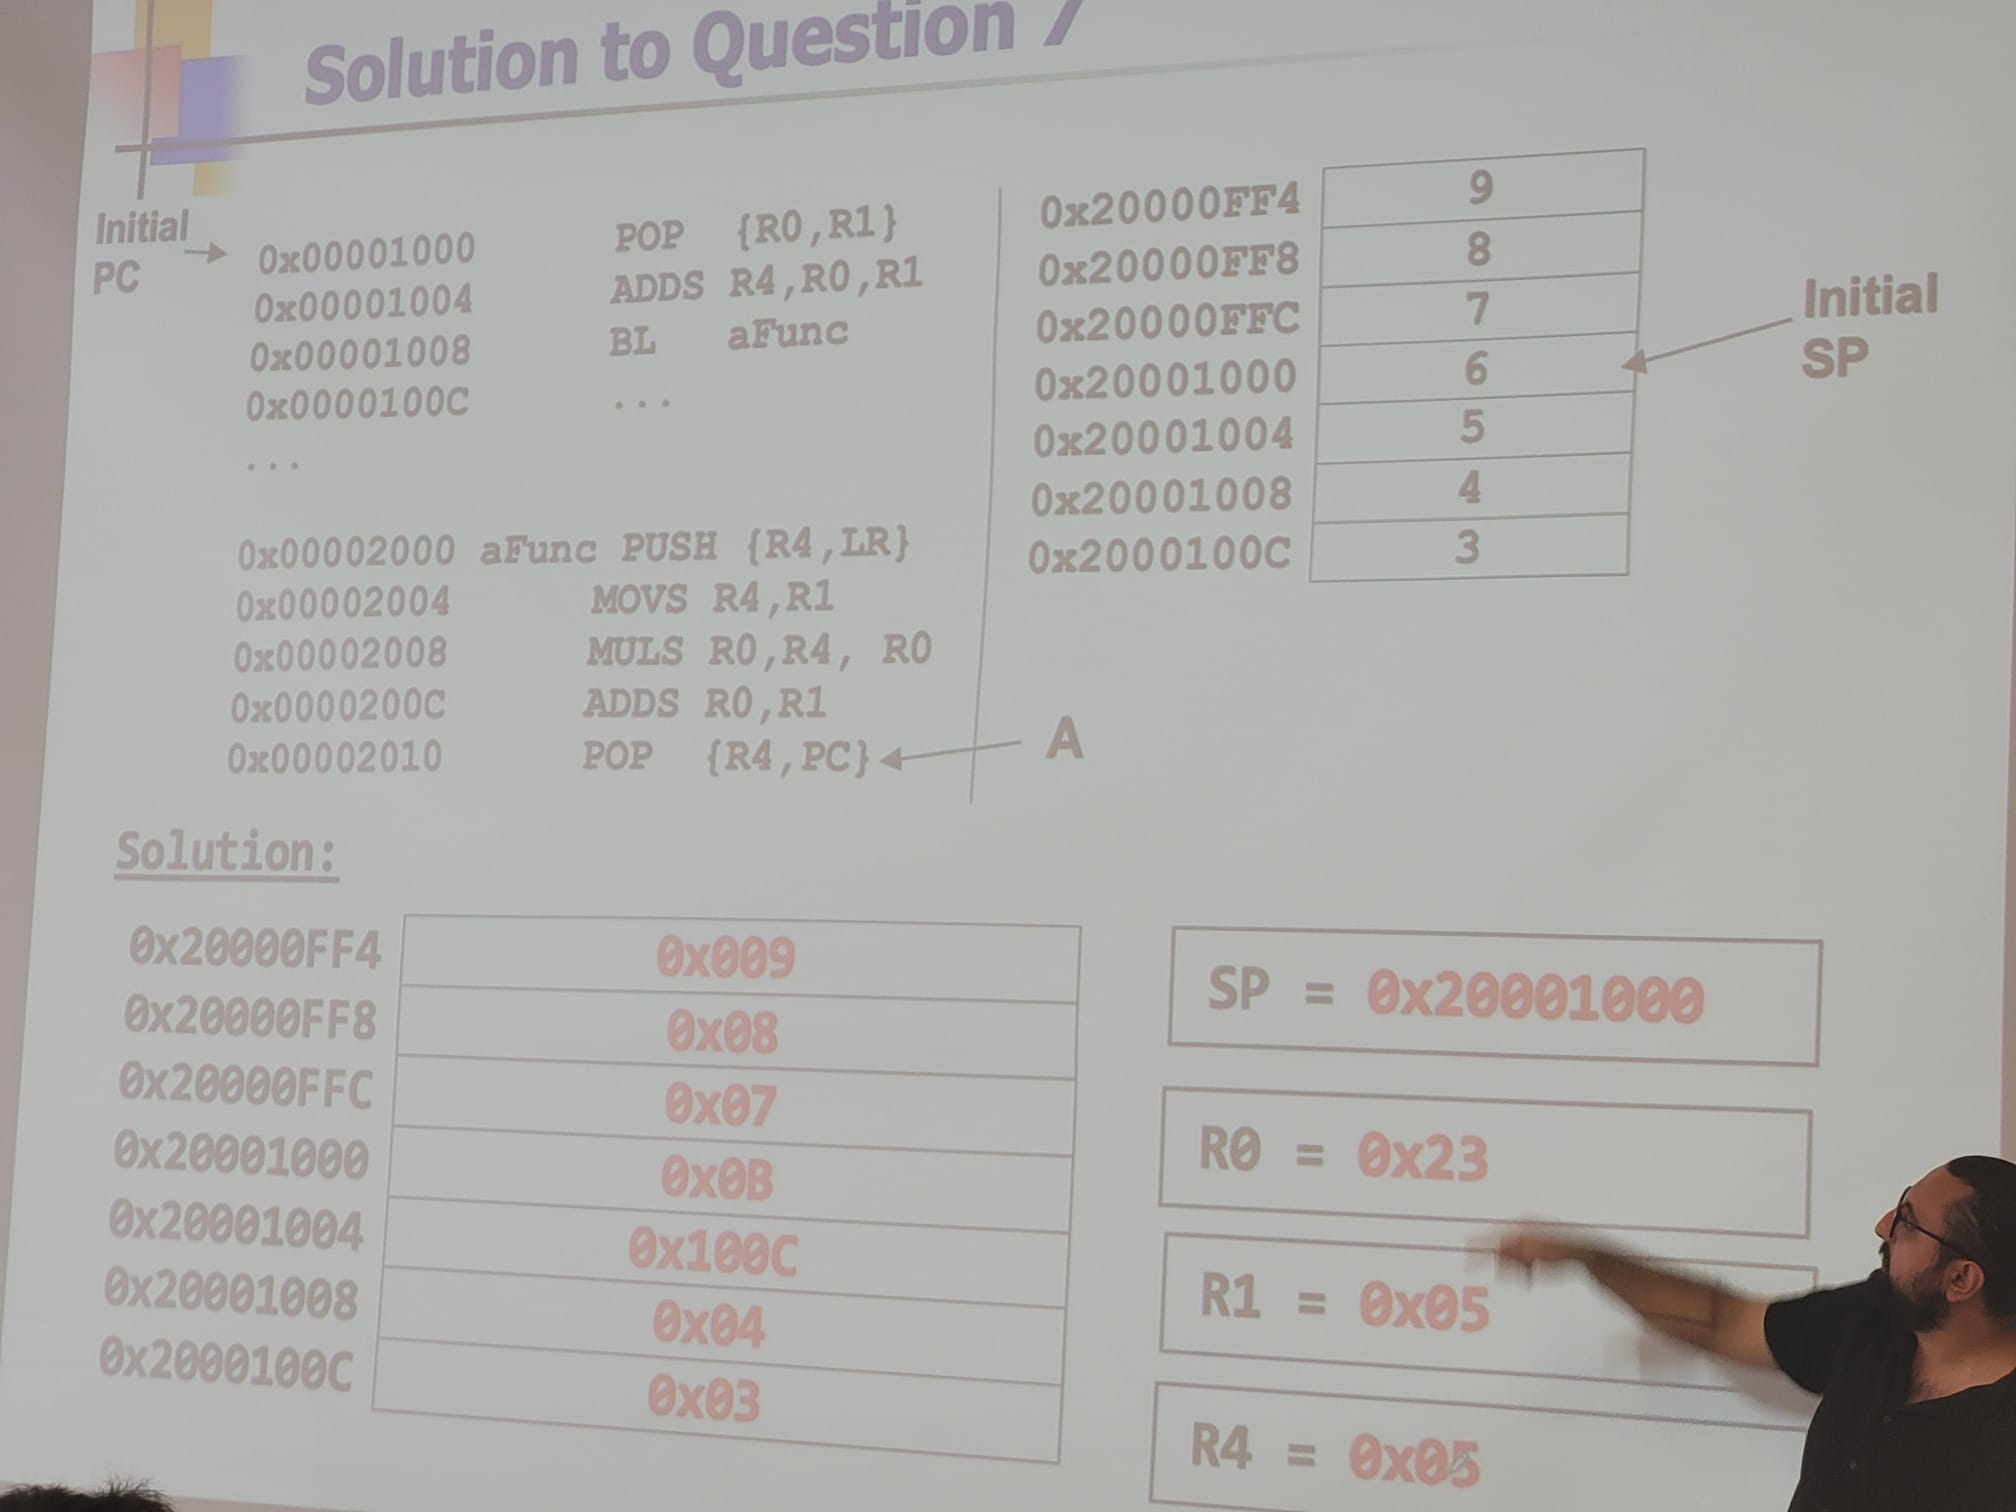 Solution to Question 7
Initial
PC
0x00001000 POP {R0,R1}
0x00001004 ADDS R4,R0,R1
0x00001008 BL aFunc
0x0000100C ...
...
0x00002000 aFunc PUSH {R4,LR}
0x00002004 MOVS R4,R1
0x00002008 MULS R0,R4, R0
0x0000200C ADDS R0,R1
0x00002010 POP {R4,PC}
A
0x20000FF4 9
0x20000FF8 8
0x20000FFC 7
0x20001000 6
0x20001004 5
0x20001008 4
0x2000100C 3
Initial
SP
Solution:
0x20000FF4 0x009
0x20000FF8 0x08
0x20000FFC 0x07
0x20001000 0x0B
0x20001004 0x100C
0x20001008 0x04
0x2000100C 0x03
SP = 0x20001000
R0 = 0x23
R1 = 0x05
R4 = 0x05